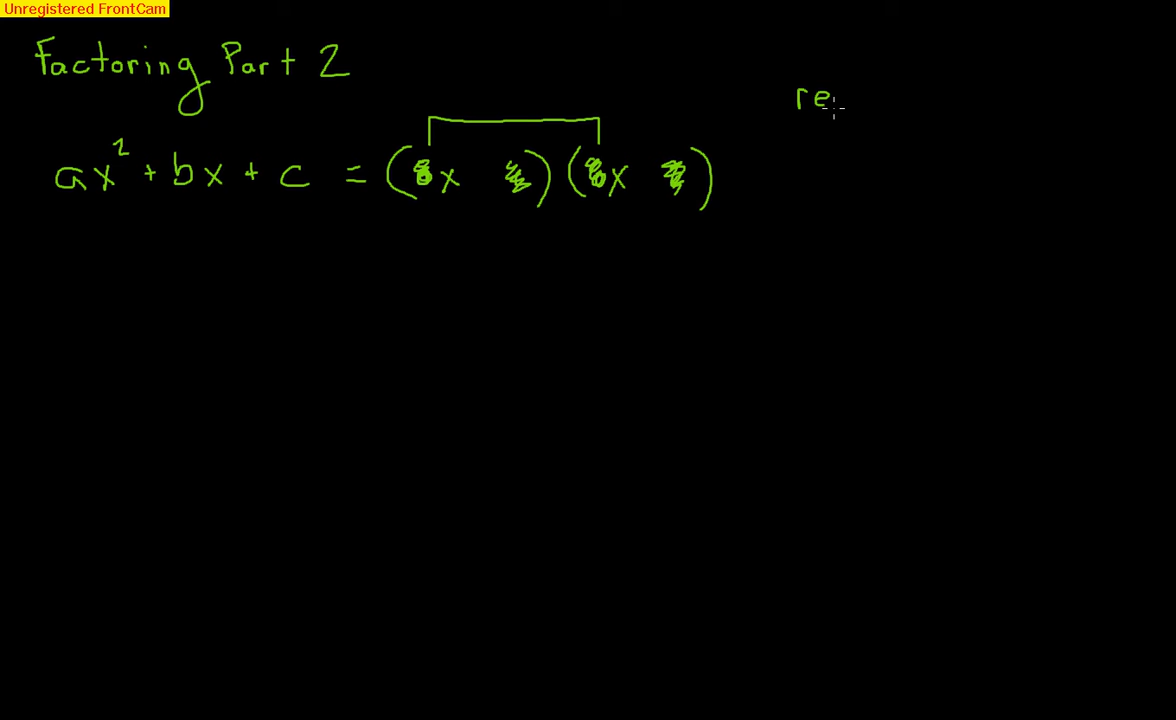 Unregistered FrontCam
Factoring Part 2
re
ax² + bx + c = ( x )( x )